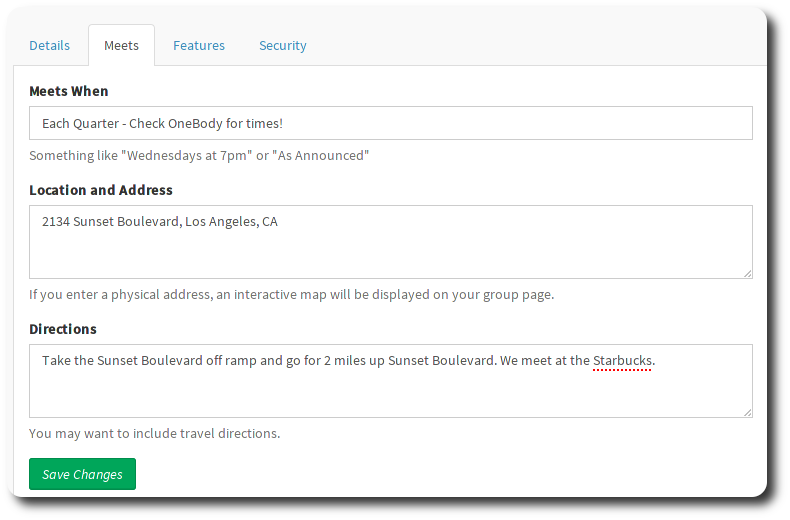 Details Meets Features Security
Meets When
Each Quarter - Check OneBody for times!
Something like "Wednesdays at 7pm" or "As Announced"
Location and Address
2134 Sunset Boulevard, Los Angeles, CA
If you enter a physical address, an interactive map will be displayed on your group page.
Directions
Take the Sunset Boulevard off ramp and go for 2 miles up Sunset Boulevard. We meet at the Starbucks.
You may want to include travel directions.
Save Changes